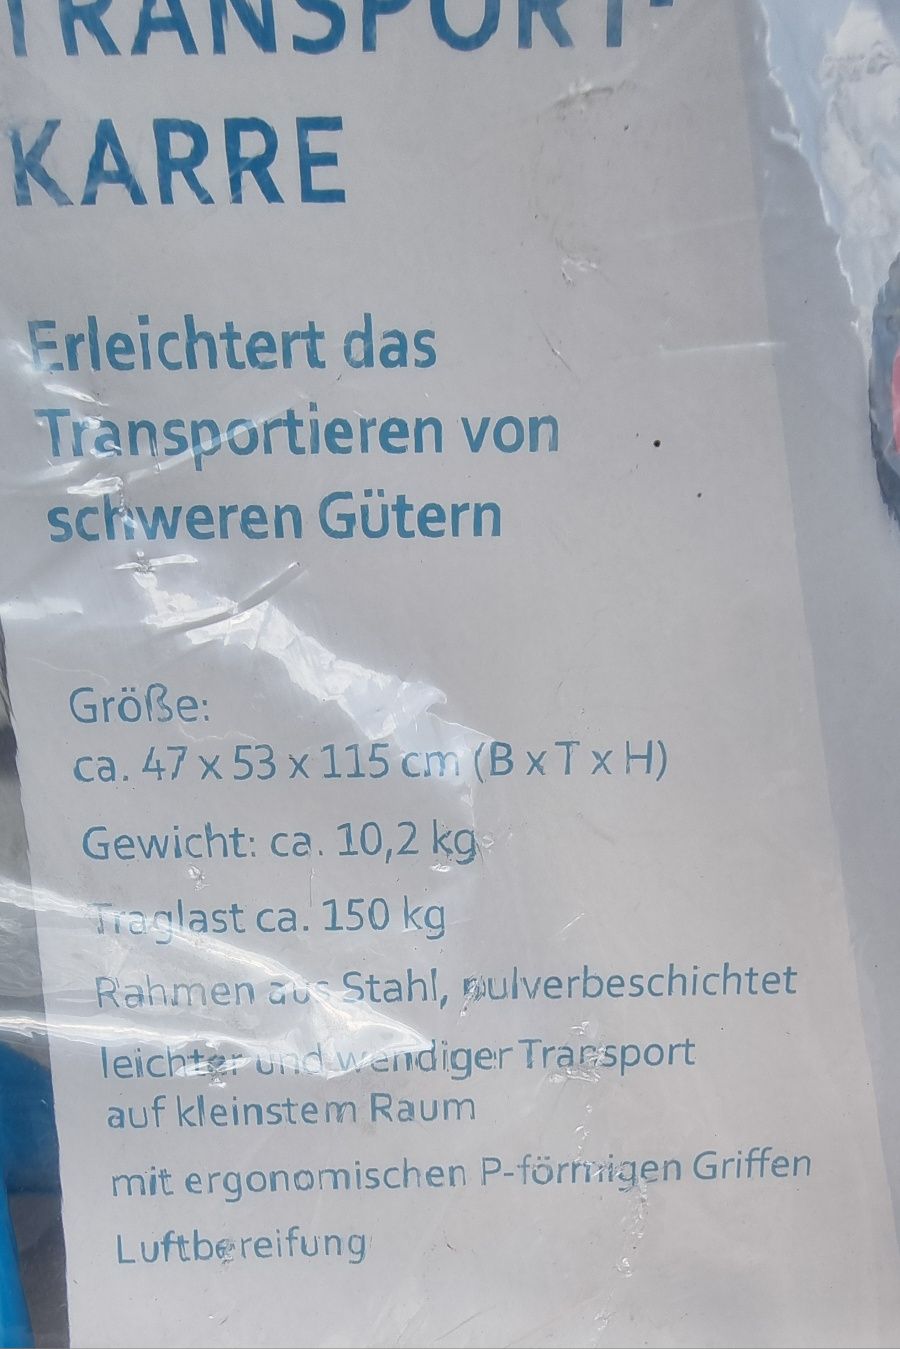 TRANSPORT-
KARRE
Erleichtert das
Transportieren von
schweren Gütern
Größe:
ca. 47 x 53 x 115 cm (B x T x H)
Gewicht: ca. 10,2 kg
Traglast ca. 150 kg
Rahmen aus Stahl, pulverbeschichtet
leichter und wendiger Transport
auf kleinstem Raum
mit ergonomischen P-förmigen Griffen
Luftbereifung